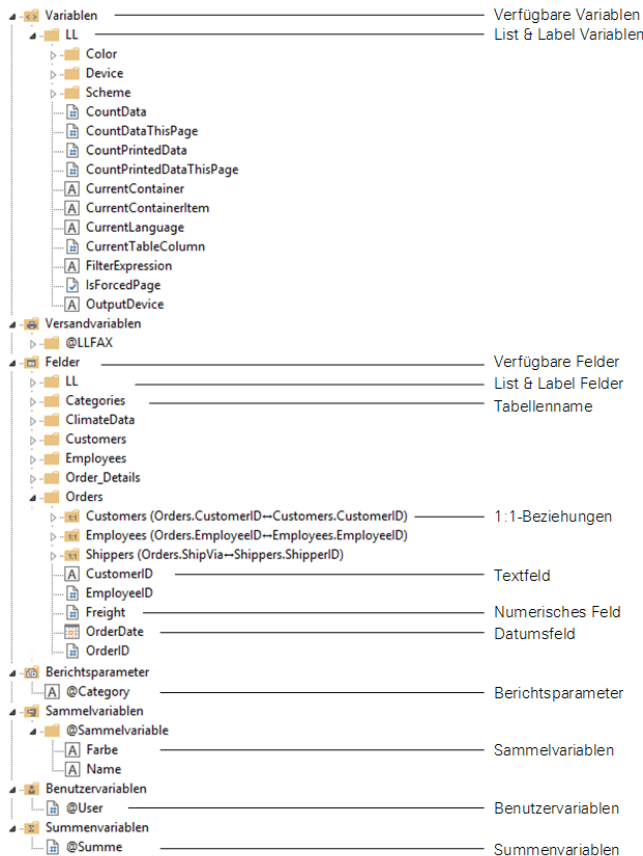 Variablen Verfügbare Variablen
LL List & Label Variablen
Color
Device
Scheme
CountData
CountDataThisPage
CountPrintedData
CountPrintedDataThisPage
CurrentContainer
CurrentContainerItem
CurrentLanguage
CurrentTableColumn
FilterExpression
IsForcedPage
OutputDevice
Versandvariablen
@LLFAX
Felder Verfügbare Felder
LL List & Label Felder
Categories Tabellenname
ClimateData
Customers
Employees
Order_Details
Orders
Customers (Orders.CustomerID↔Customers.CustomerID) 1:1-Beziehungen
Employees (Orders.EmployeeID↔Employees.EmployeeID)
Shippers (Orders.ShipVia↔Shippers.ShipperID)
CustomerID Textfeld
EmployeeID
Freight Numerisches Feld
OrderDate Datumsfeld
OrderID
Berichtsparameter
@Category Berichtsparameter
Sammelvariablen
@Sammelvariable
Farbe Sammelvariablen
Name
Benutzervariablen
@User Benutzervariablen
Summenvariablen
@Summe Summenvariablen